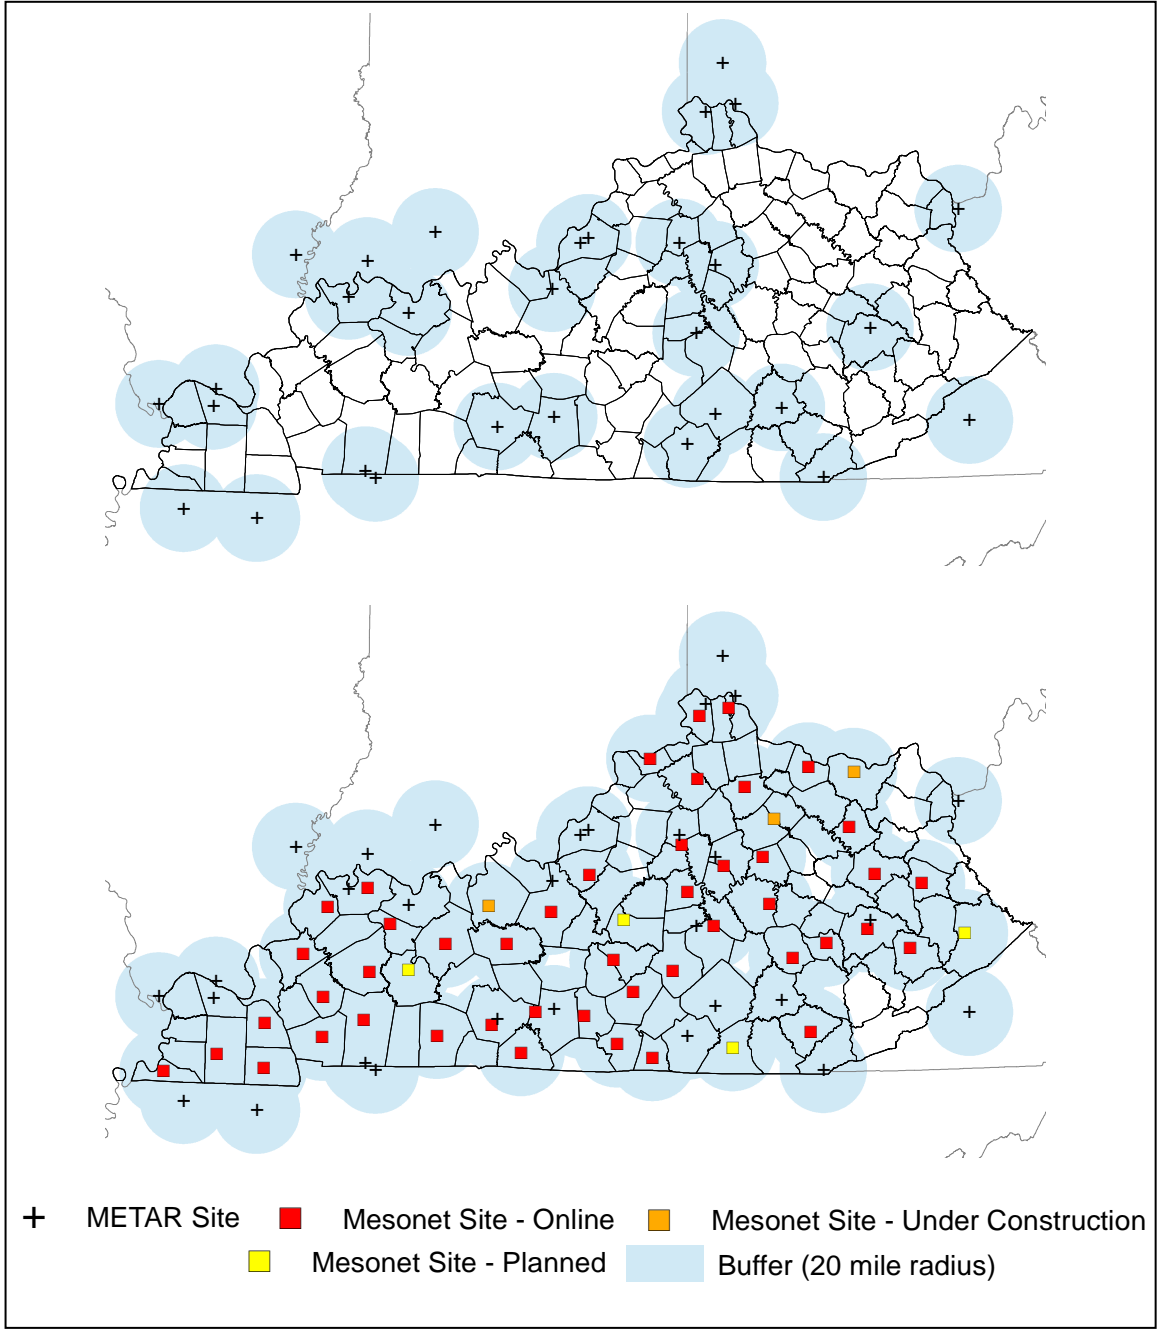 METAR Site Mesonet Site - Online Mesonet Site - Under Construction
Mesonet Site - Planned Buffer (20 mile radius)